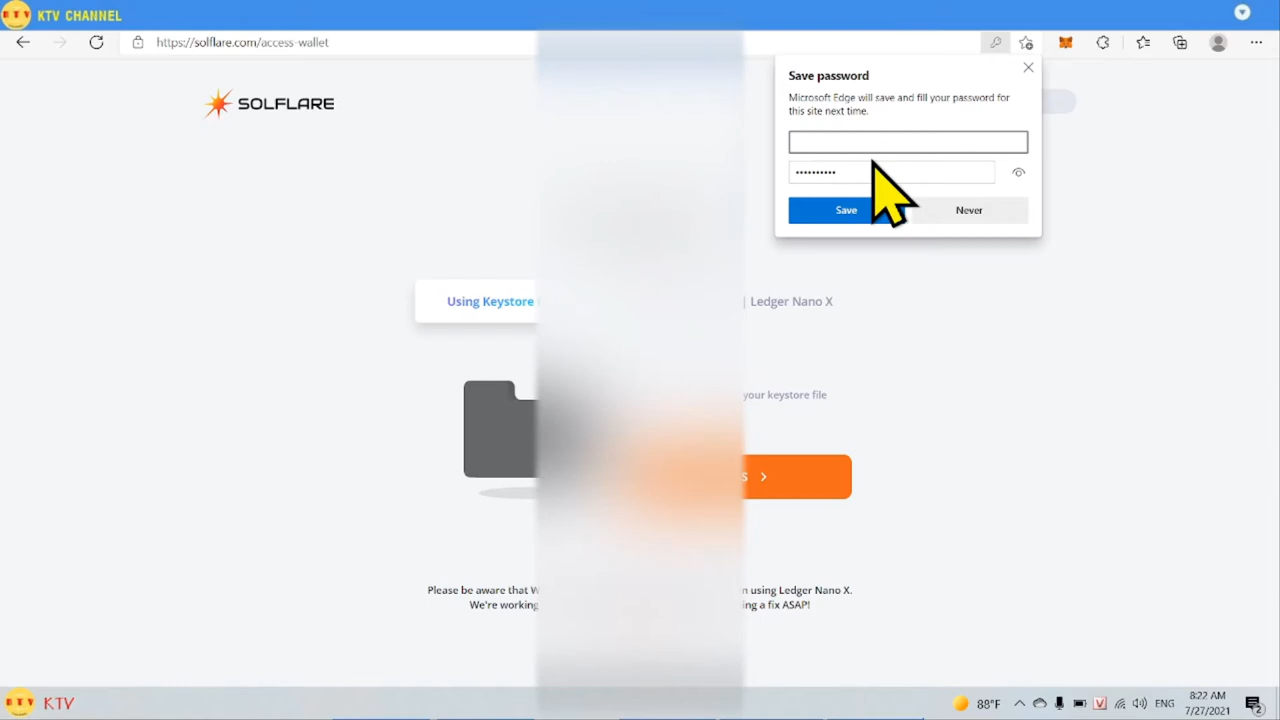 KTV CHANNEL
https://solflare.com/access-wallet
Save password
Microsoft Edge will save and fill your password for
this site next time.
••••••••••
Save
Never
SOLFLARE
Using Keystore
| Ledger Nano X
your keystore file
S
Please be aware that W
n using Ledger Nano X.
We're working
ing a fix ASAP!
KTV
88°F
V
ENG
8:22 AM
7/27/2021
2